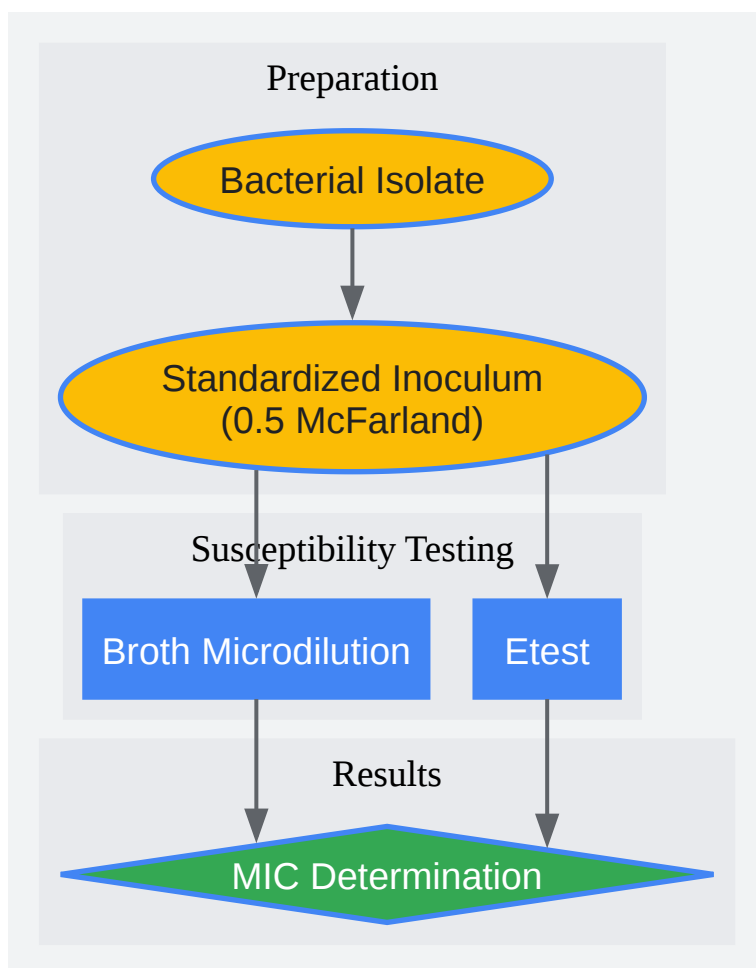 Preparation
Bacterial Isolate
Standardized Inoculum
(0.5 McFarland)
Susceptibility Testing
Broth Microdilution
Etest
Results
MIC Determination